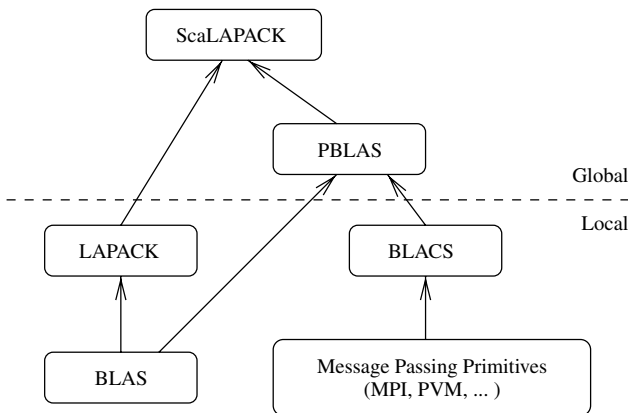 ScaLAPACK
PBLAS
Global
Local
LAPACK
BLACS
BLAS
Message Passing Primitives
(MPI, PVM, ... )